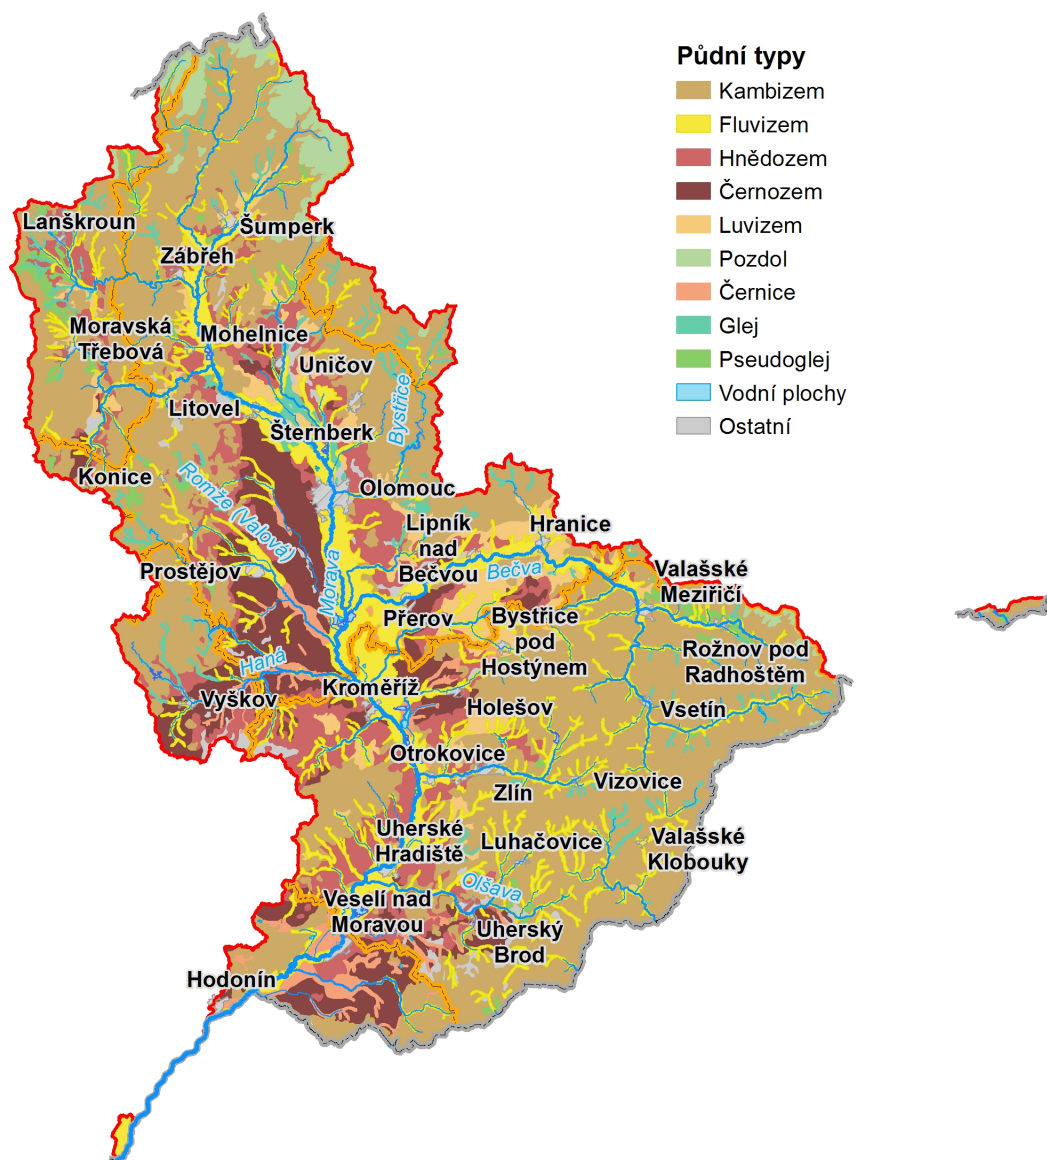 Půdní typy
Kambizem
Fluvizem
Hnědozem
Černozem
Luvizem
Pozdol
Černice
Glej
Pseudoglej
Vodní plochy
Ostatní
Lanškroun
Šumperk
Zábřeh
Moravská
Třebová
Mohelnice
Uničov
Bystřice
Litovel
Šternberk
Konice
Romže (Valová)
Olomouc
Lipník
nad
Bečvou
Hranice
Bečva
Prostějov
Morava
Valašské
Meziříčí
Přerov
Bystřice
pod
Hostýnem
Rožnov pod
Radhoštěm
Haná
Vyškov
Kroměříž
Holešov
Vsetín
Otrokovice
Zlín
Vizovice
Uherské
Hradiště
Luhačovice
Valašské
Klobouky
Olšava
Veselí nad
Moravou
Uherský
Brod
Hodonín